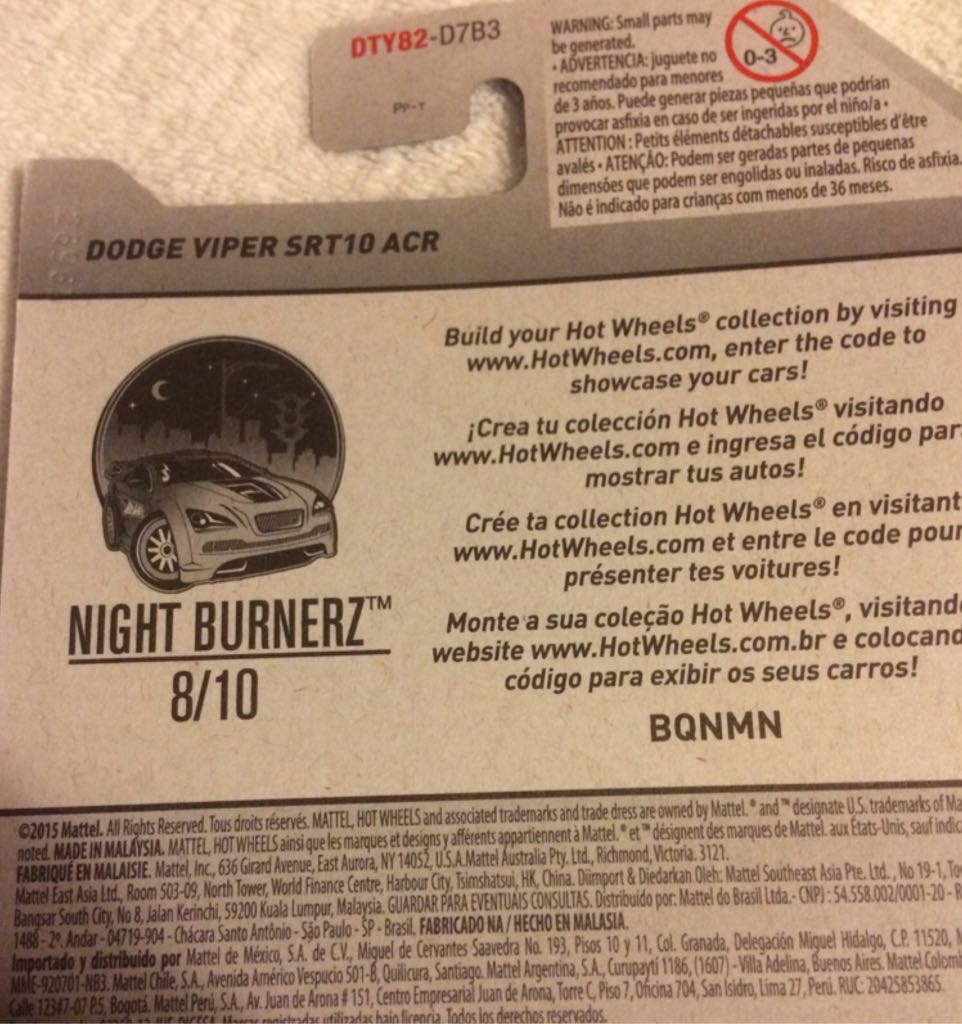 DTY82-D7B3
PP-T
WARNING: Small parts may
be generated.
• ADVERTENCIA: juguete no
recomendado para menores
de 3 años. Puede generar piezas pequeñas que podrían
provocar asfixia en caso de ser ingeridas por el niño/a •
ATTENTION : Petits éléments détachables susceptibles d'être
avalés • ATENÇÃO: Podem ser geradas partes de pequenas
dimensões que podem ser engolidas ou inaladas. Risco de asfixia.
Não é indicado para crianças com menos de 36 meses.
0-3
DODGE VIPER SRT10 ACR
Build your Hot Wheels® collection by visiting
www.HotWheels.com, enter the code to
showcase your cars!
¡Crea tu colección Hot Wheels® visitando
www.HotWheels.com e ingresa el código par
mostrar tus autos!
Crée ta collection Hot Wheels® en visitant
www.HotWheels.com et entre le code pour
présenter tes voitures!
Monte a sua coleção Hot Wheels®, visitand
website www.HotWheels.com.br e colocand
código para exibir os seus carros!
BQNMN
NIGHT BURNERZ™
8/10
©2015 Mattel. All Rights Reserved. Tous droits réservés. MATTEL, HOT WHEELS and associated trademarks and trade dress are owned by Mattel. ® and ™ designate U.S. trademarks of Ma
noted. MADE IN MALAYSIA. MATTEL, HOT WHEELS ainsi que les marques et designs y afférents appartiennent à Mattel. ® et ™ désignent des marques de Mattel aux États-Unis, sauf indic
FABRIQUÉ EN MALAISIE. Mattel, Inc., 636 Girard Avenue, East Aurora, NY 14052, U.S.A. Mattel Australia Pty. Ltd., Richmond, Victoria. 3121.
Mattel East Asia Ltd., Room 503-09, North Tower, World Finance Centre, Harbour City, Tsimshatsui, HK, China. Diimport & Diedarkan Oleh: Mattel Southeast Asia Pte. Ltd., No 19-1, To
Bangsar South City, No 8, Jalan Kerinchi, 59200 Kuala Lumpur, Malaysia. GUARDAR PARA EVENTUAIS CONSULTAS. Distribuido por: Mattel do Brasil Ltda.- CNPJ : 54.558.002/0001-20 - R
1488 - 2º. Andar - 04719-904 - Chácara Santo Antônio - São Paulo - SP - Brasil. FABRICADO NA / HECHO EN MALASIA.
Importado y distribuido por Mattel de México, S.A. de C.V., Miguel de Cervantes Saavedra No. 193, Pisos 10 y 11, Col. Granada, Delegación Miguel Hidalgo, C.P. 11520, M
MME-920701-NB3. Mattel Chile, S.A., Avenida Américo Vespucio 501-B, Quilicura, Santiago. Mattel Argentina, S.A., Curupaytí 1186, (1607) - Villa Adelina, Buenos Aires. Mattel Colomb
Calle 123#7-07 P.5, Bogotá. Mattel Perú, S.A., Av. Juan de Arona # 151, Centro Empresarial Juan de Arona, Torre C, Piso 7, Oficina 704, San Isidro, Lima 27, Perú. RUC: 20425853865.
Marcas registradas utilizadas bajo licencia. Todos los derechos reservados.